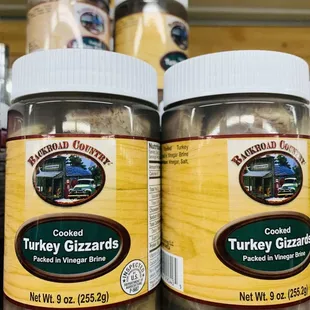 BACKROAD COUNTRY
Cooked
Turkey Gizzards
Packed in Vinegar Brine
Net Wt. 9 oz. (255.2g)
BACKROAD COUNTRY
Cooked
Turkey Gizzards
Packed in Vinegar Brine
Net Wt. 9 oz. (255.2g)